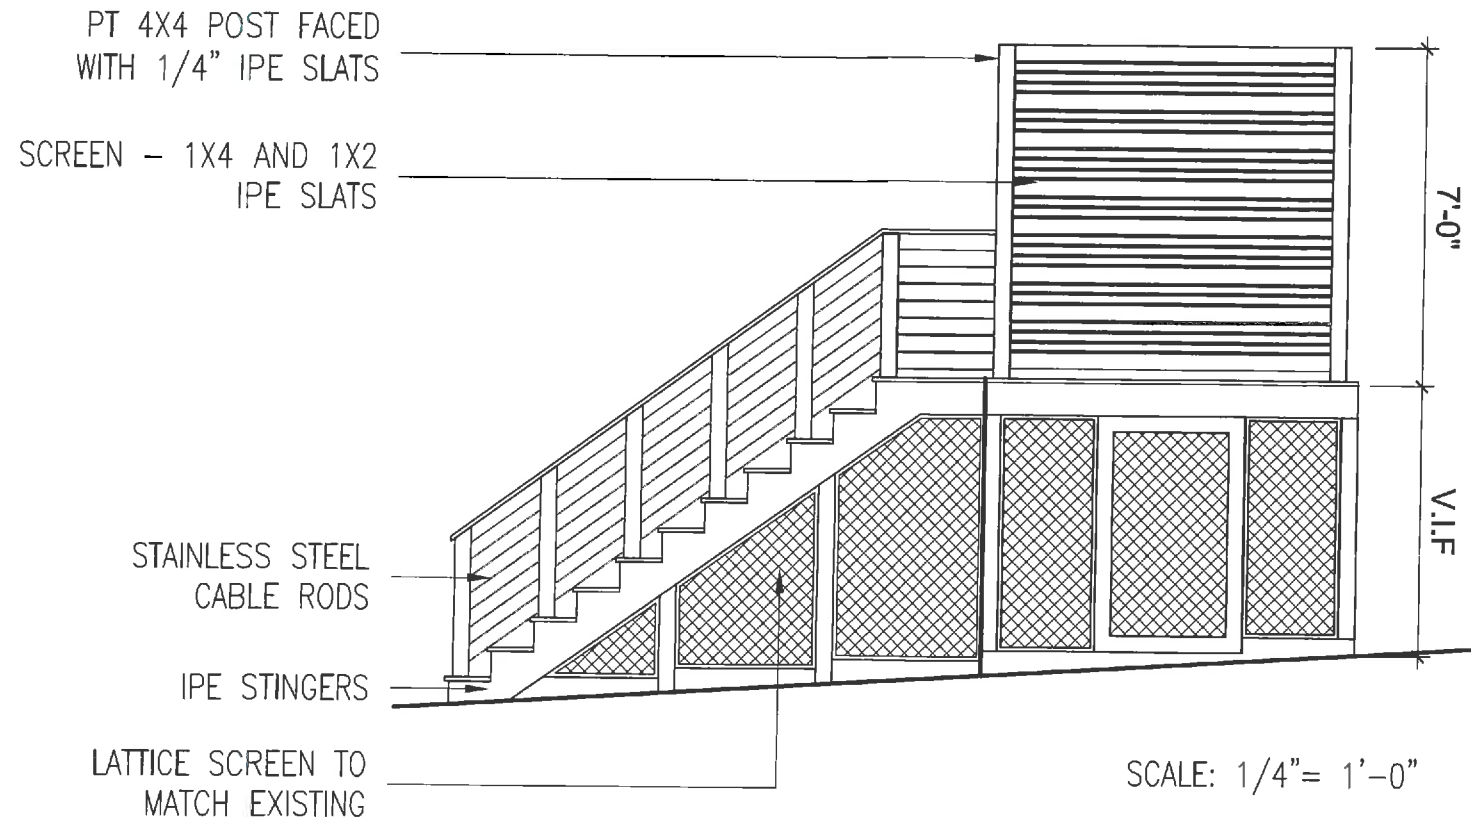 PT 4X4 POST FACED
WITH 1/4" IPE SLATS
SCREEN – 1X4 AND 1X2
IPE SLATS
7'-0"
V.I.F
STAINLESS STEEL
CABLE RODS
IPE STINGERS
LATTICE SCREEN TO
MATCH EXISTING
SCALE: 1/4"= 1'-0"